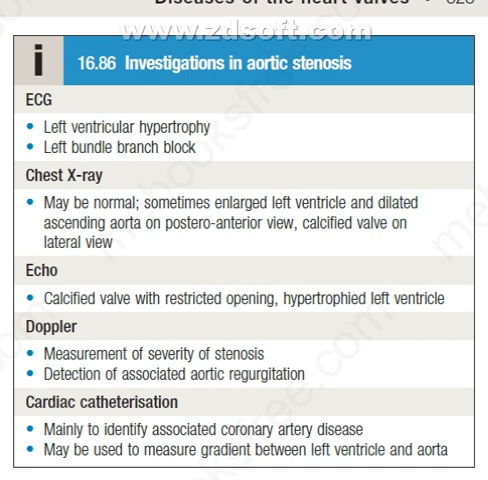 Diseases of the heart valves • 523
www.zdsoft.com
i 16.86 Investigations in aortic stenosis
ECG
• Left ventricular hypertrophy
• Left bundle branch block
Chest X-ray
• May be normal; sometimes enlarged left ventricle and dilated
ascending aorta on postero-anterior view, calcified valve on
lateral view
Echo
• Calcified valve with restricted opening, hypertrophied left ventricle
Doppler
• Measurement of severity of stenosis
• Detection of associated aortic regurgitation
Cardiac catheterisation
• Mainly to identify associated coronary artery disease
• May be used to measure gradient between left ventricle and aorta